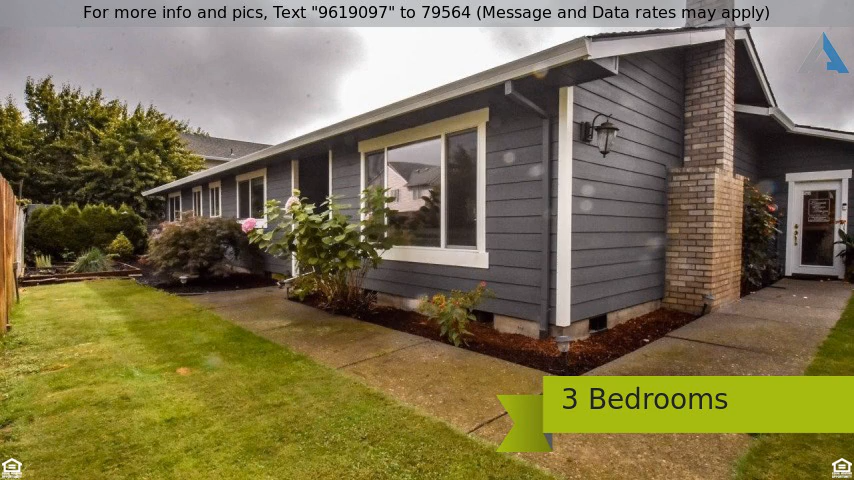 For more info and pics, Text "9619097" to 79564 (Message and Data rates may apply)
3 Bedrooms